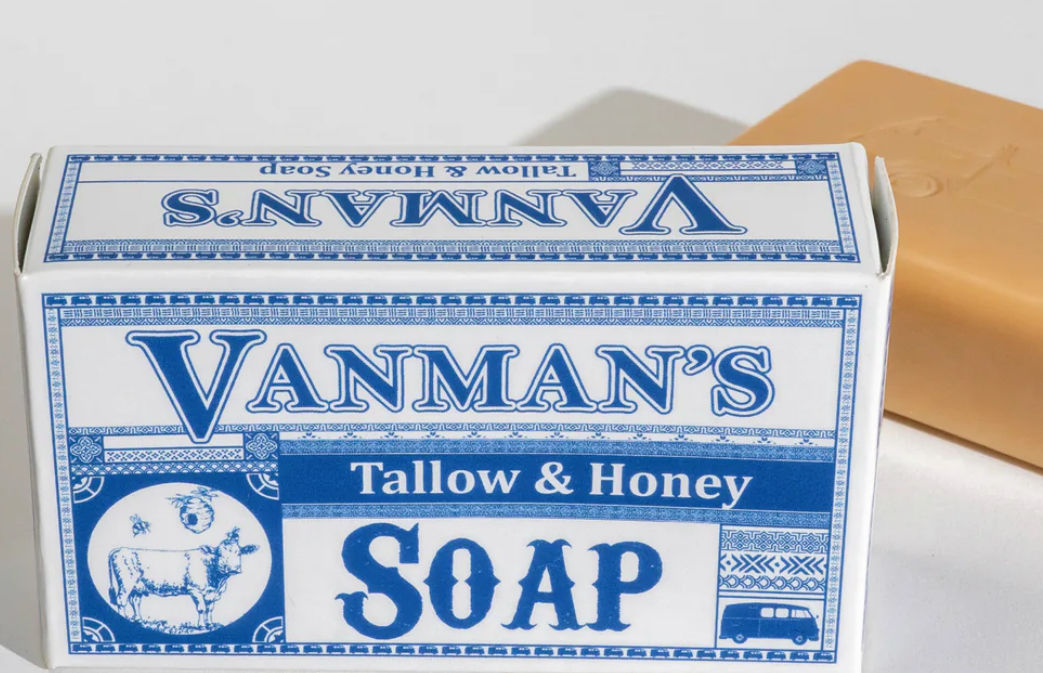 Tallow & Honey Soap
VANMAN'S
VANMAN'S
Tallow & Honey
SOAP